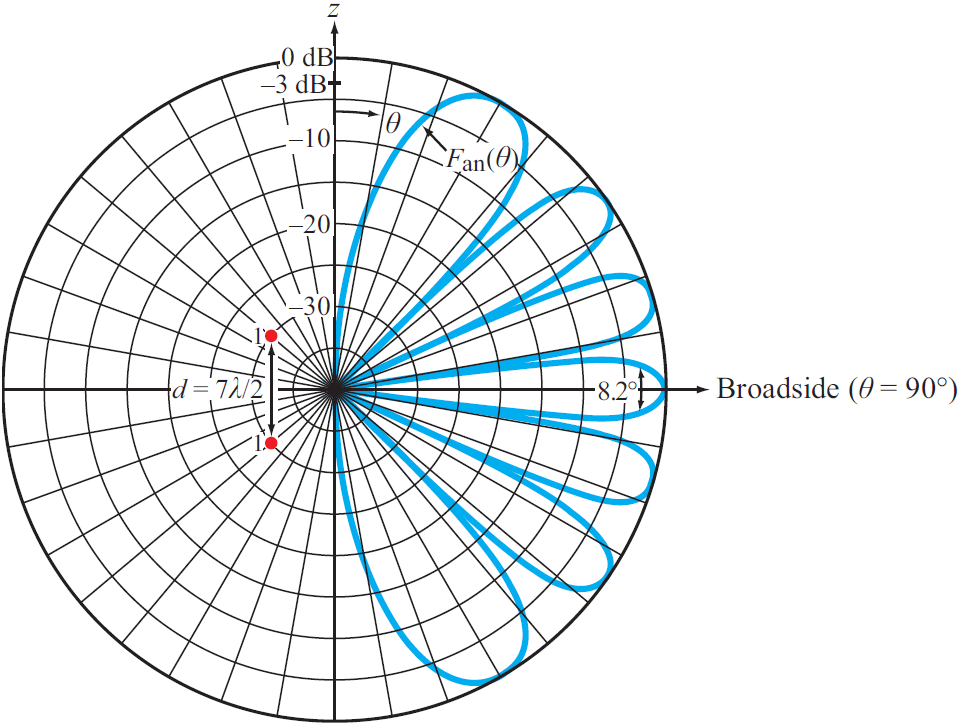 z
0 dB
–3 dB
θ
–10
Fan(θ)
–20
–30
1
d = 7λ/2
8.2°
Broadside (θ = 90°)
1